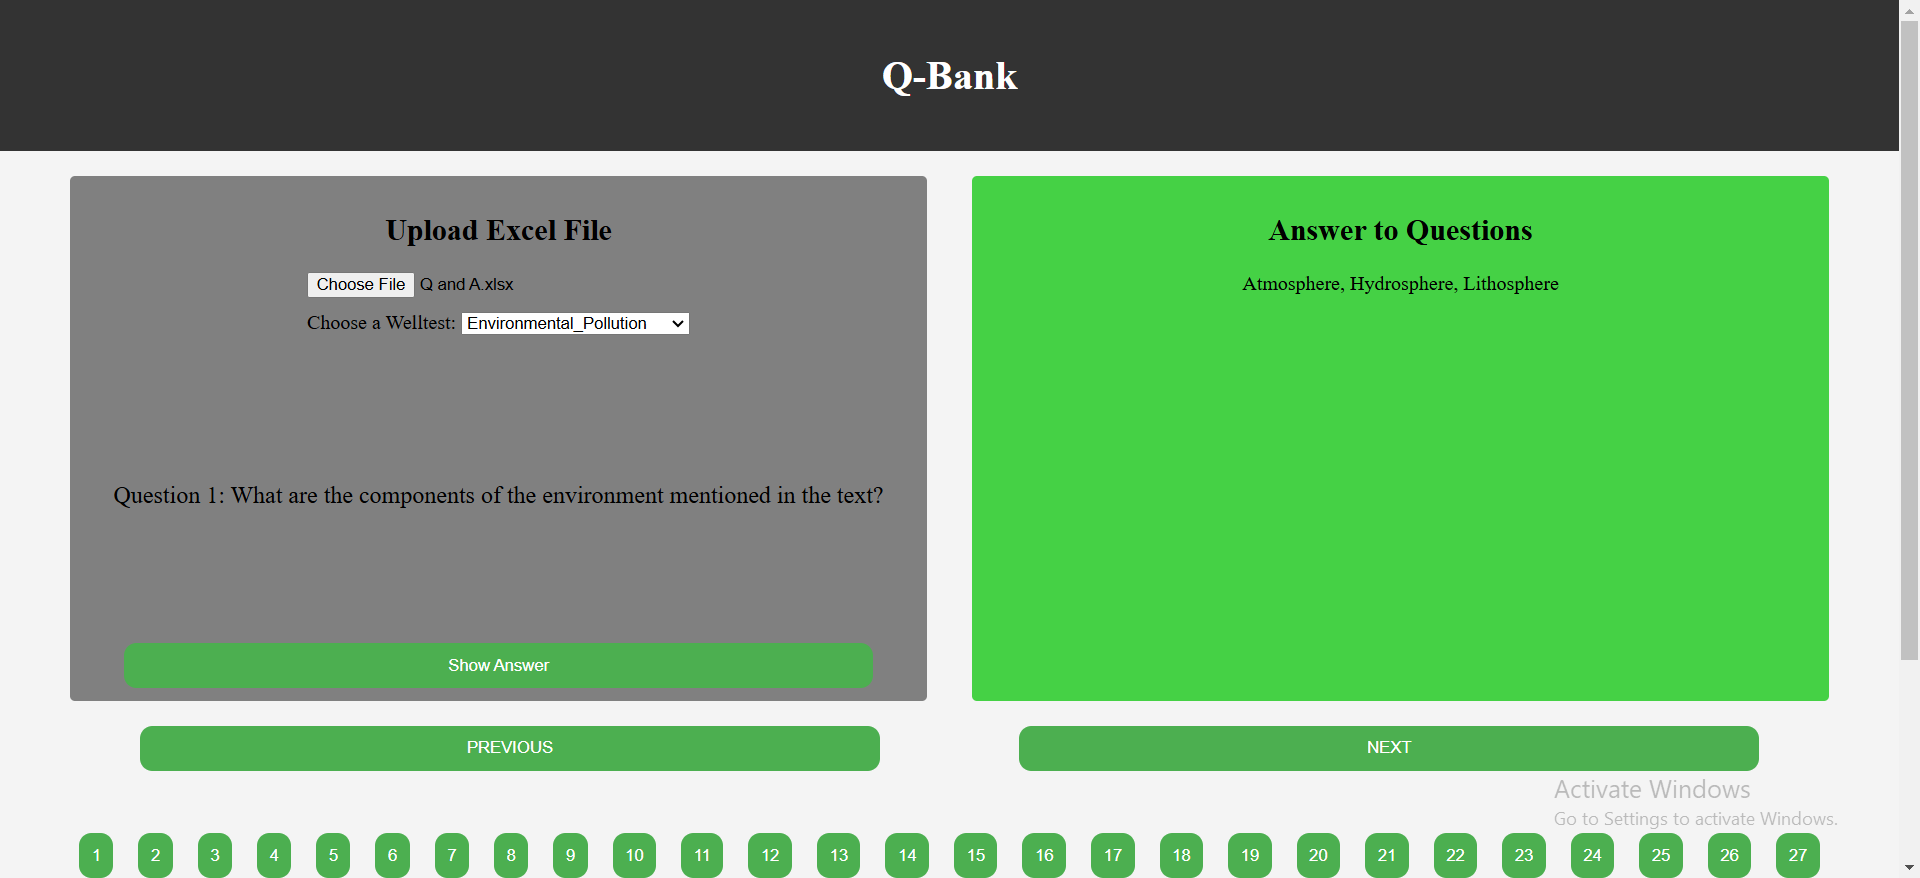 Q-Bank
Upload Excel File
Choose File Q and A.xlsx
Choose a Welltest: Environmental_Pollution
Question 1: What are the components of the environment mentioned in the text?
Show Answer
Answer to Questions
Atmosphere, Hydrosphere, Lithosphere
PREVIOUS
NEXT
Activate Windows
Go to Settings to activate Windows.
1 2 3 4 5 6 7 8 9 10 11 12 13 14 15 16 17 18 19 20 21 22 23 24 25 26 27